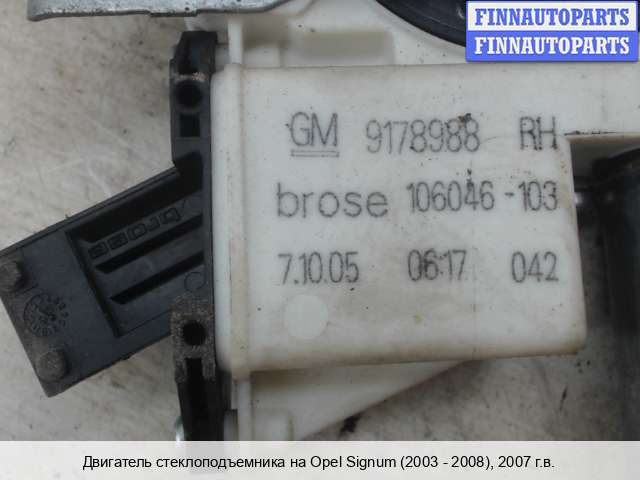 FINNAUTOPARTS
FINNAUTOPARTS
GM 9178988 RH
brose 106046-103
7.10.05 06:17 042
brose
Двигатель стеклоподъемника на Opel Signum (2003 - 2008), 2007 г.в.